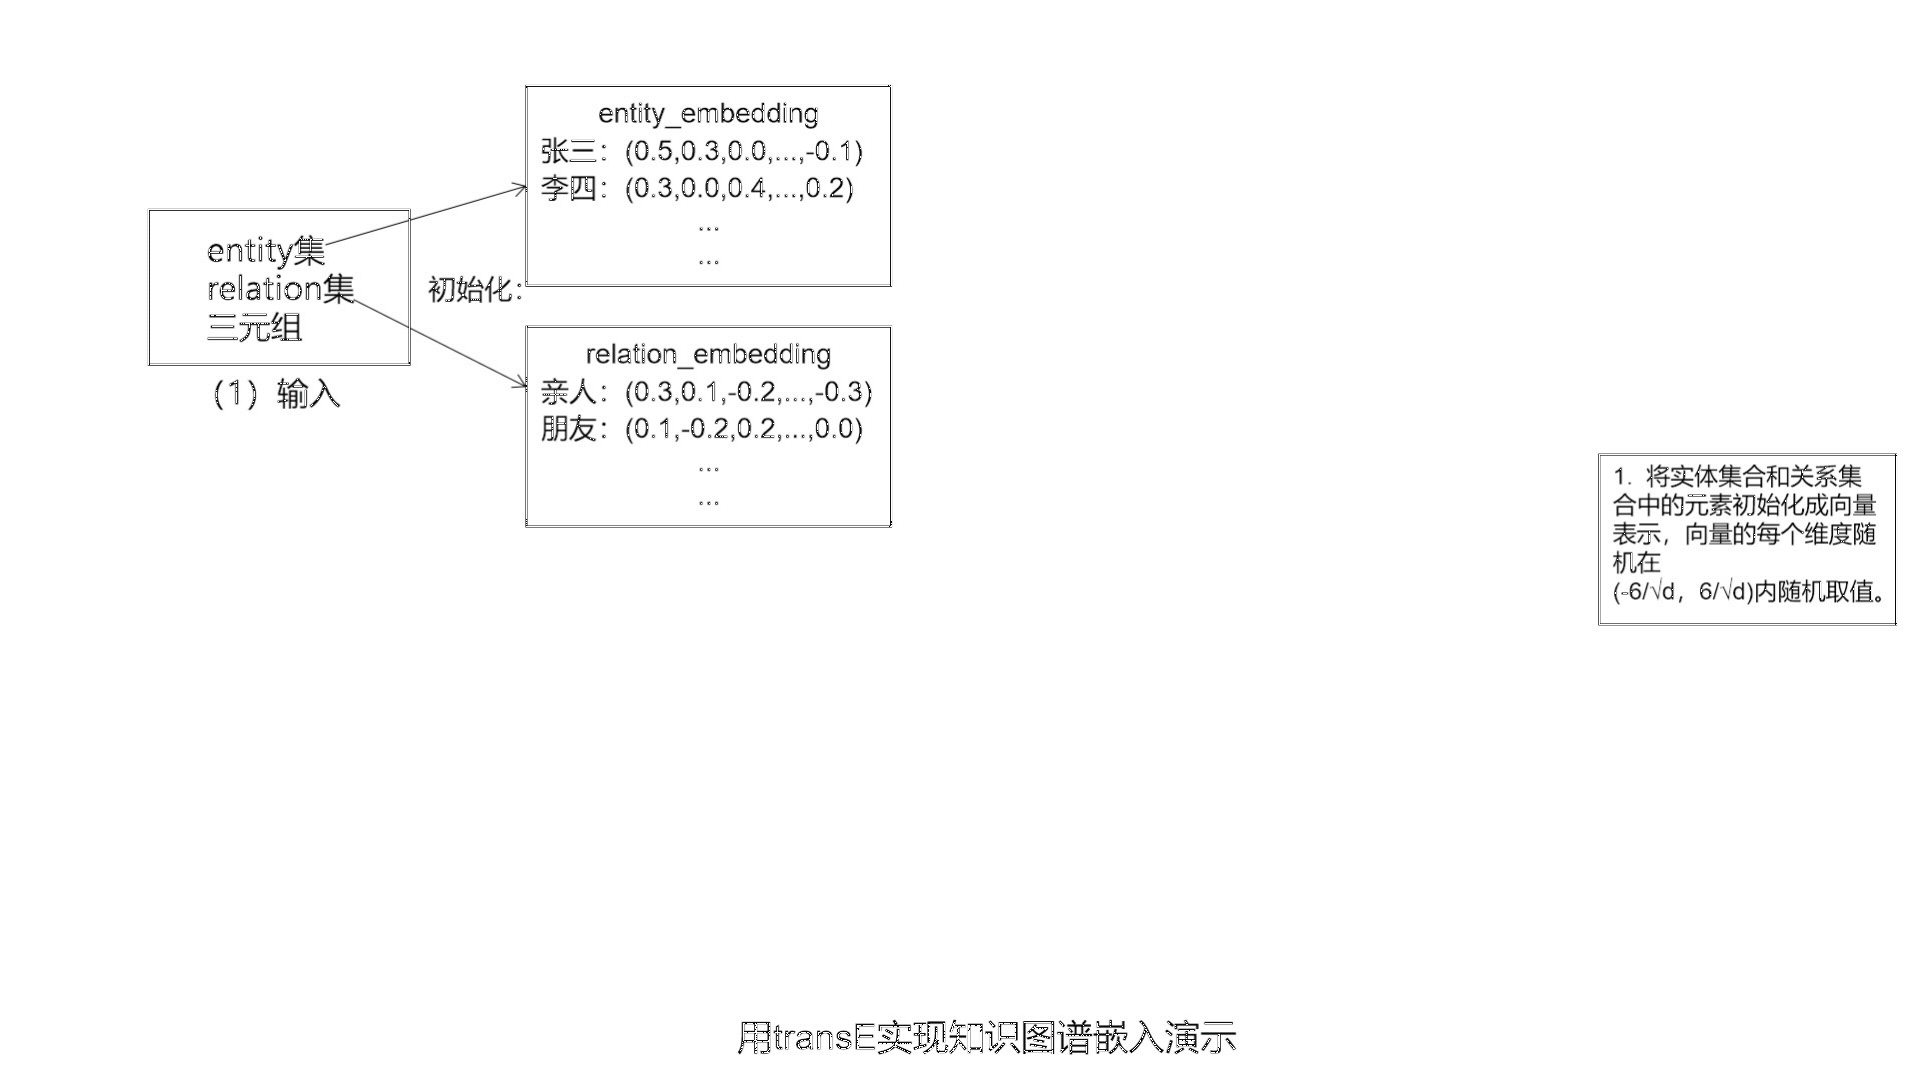 entity_embedding
张三：(0.5,0.3,0.0,...,-0.1)
李四：(0.3,0.0,0.4,...,0.2)
...
...
entity集
relation集
三元组
（1）输入
初始化：
relation_embedding
亲人：(0.3,0.1,-0.2,...,-0.3)
朋友：(0.1,-0.2,0.2,...,0.0)
...
...
1. 将实体集合和关系集
合中的元素初始化成向量
表示，向量的每个维度随
机在
(-6/√d，6/√d)内随机取值。
用transE实现知识图谱嵌入演示